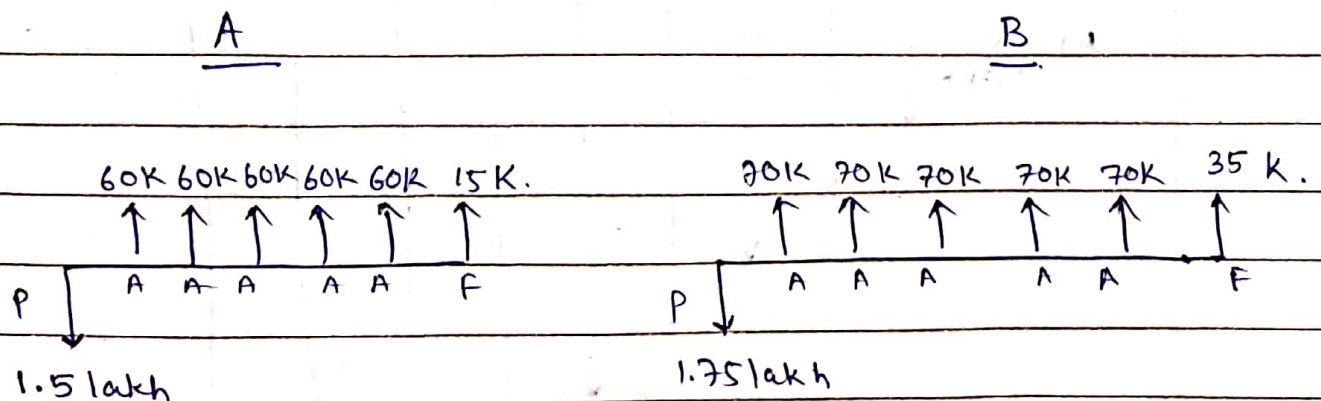 A B
60K 60K 60K 60K 60K 15K. 70K 70K 70K 70K 70K 35 K.
P A A A A A F P A A A A A F
1.5 lakh 1.75 lakh